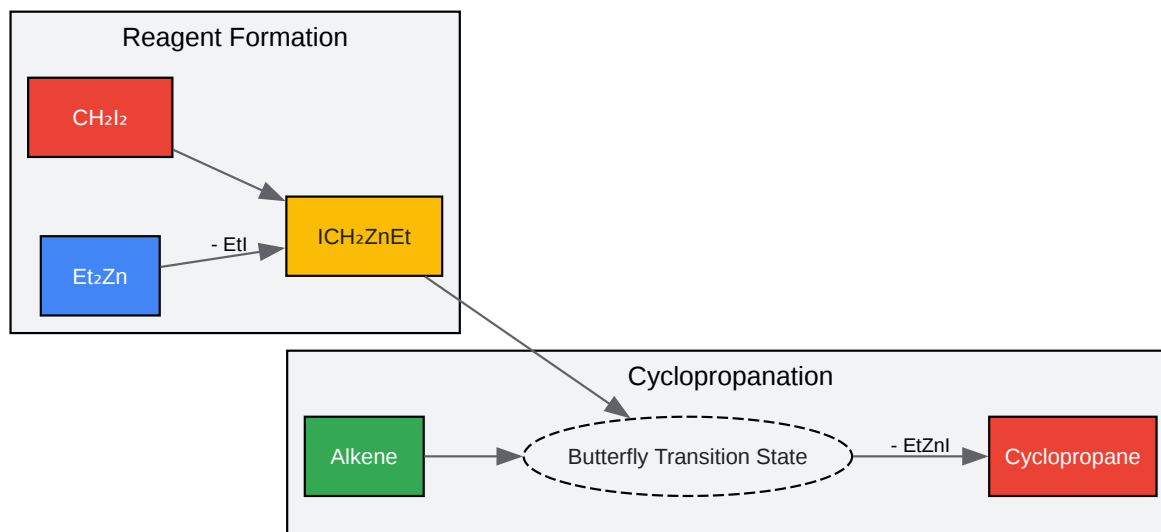 Reagent Formation
CH₂I₂
- EtI
ICH₂ZnEt
Et₂Zn
Cyclopropanation
Alkene
Butterfly Transition State
- EtZnI
Cyclopropane